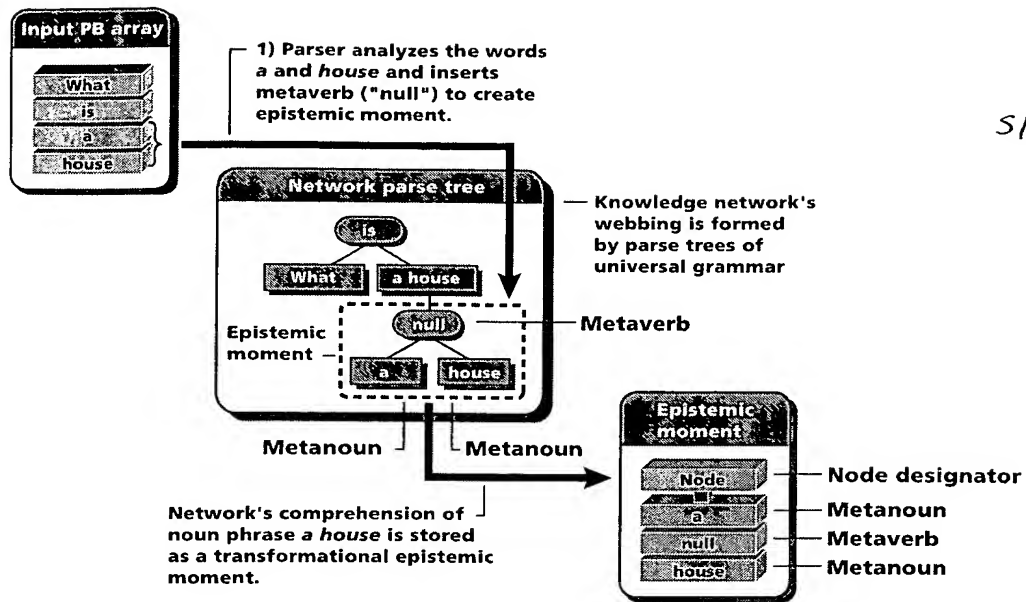 Input PB array
What
is
a
house
1) Parser analyzes the words
a and house and inserts
metaverb ("null") to create
epistemic moment.
Network parse tree
is
What
a house
null
a
house
Epistemic
moment
Knowledge network's
webbing is formed
by parse trees of
universal grammar
Metaverb
Metanoun
Metanoun
Network's comprehension of
noun phrase a house is stored
as a transformational epistemic
moment.
Epistemic
moment
Node
a
null
house
Node designator
Metanoun
Metaverb
Metanoun